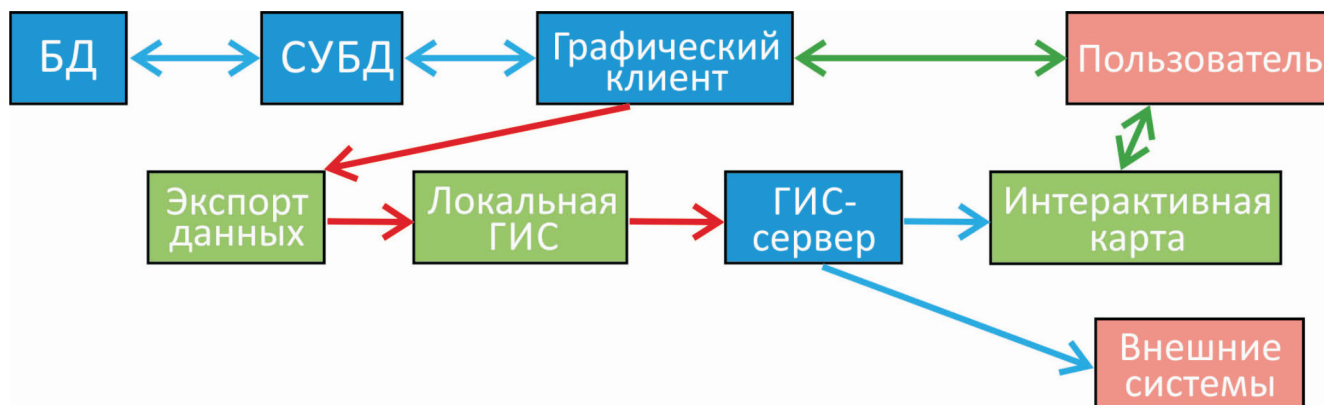 БД
СУБД
Графический
клиент
Пользователь
Экспорт
данных
Локальная
ГИС
ГИС-
сервер
Интерактивная
карта
Внешние
системы